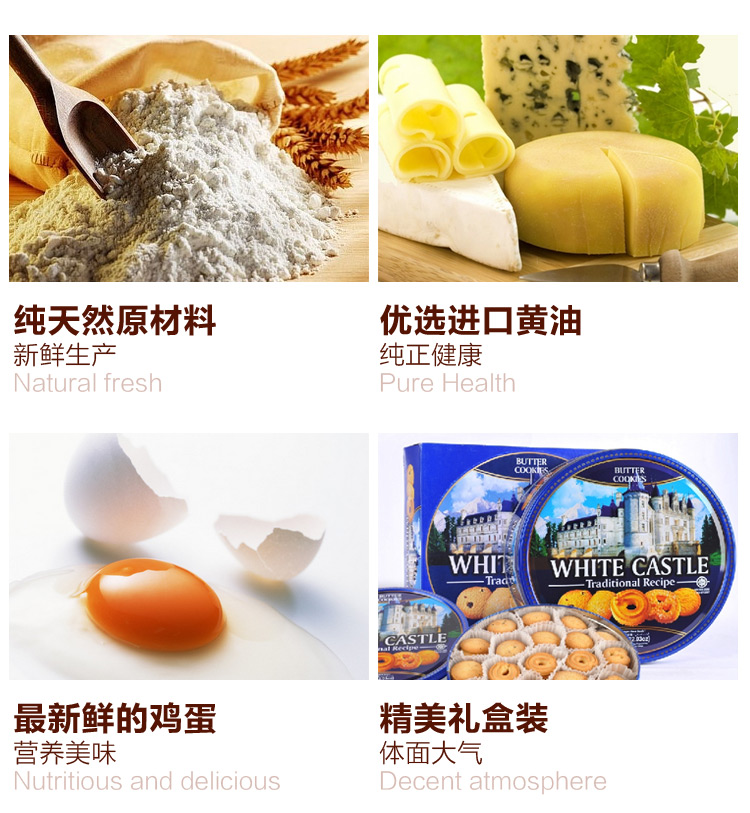 纯天然原材料
新鲜生产
Natural fresh
优选进口黄油
纯正健康
Pure Health
BUTTER
COOKIES
WHIT
Trad
BUTTER
COOKIES
WHITE CASTLE
Traditional Recipe
CASTLE
nal Recipe
最新鲜的鸡蛋
营养美味
Nutritious and delicious
精美礼盒装
体面大气
Decent atmosphere